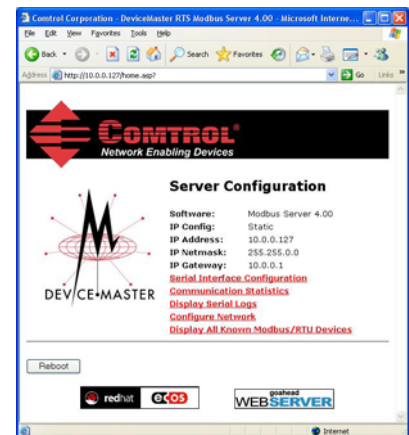 Comtrol Corporation - DeviceMaster RTS Modbus Server 4.00 - Microsoft Interne...
File Edit View Favorites Tools Help
Back Search Favorites
Address http://10.0.0.127/home.asp? Go Links »
COMTROL®
Network Enabling Devices
Server Configuration
Software: Modbus Server 4.00
IP Config: Static
IP Address: 10.0.0.127
IP Netmask: 255.255.0.0
IP Gateway: 10.0.0.1
Serial Interface Configuration
Communication Statistics
Display Serial Logs
Configure Network
Display All Known Modbus/RTU Devices
DEVICE•MASTER
Reboot
redhat eCos
goahead
WEBSERVER
Internet